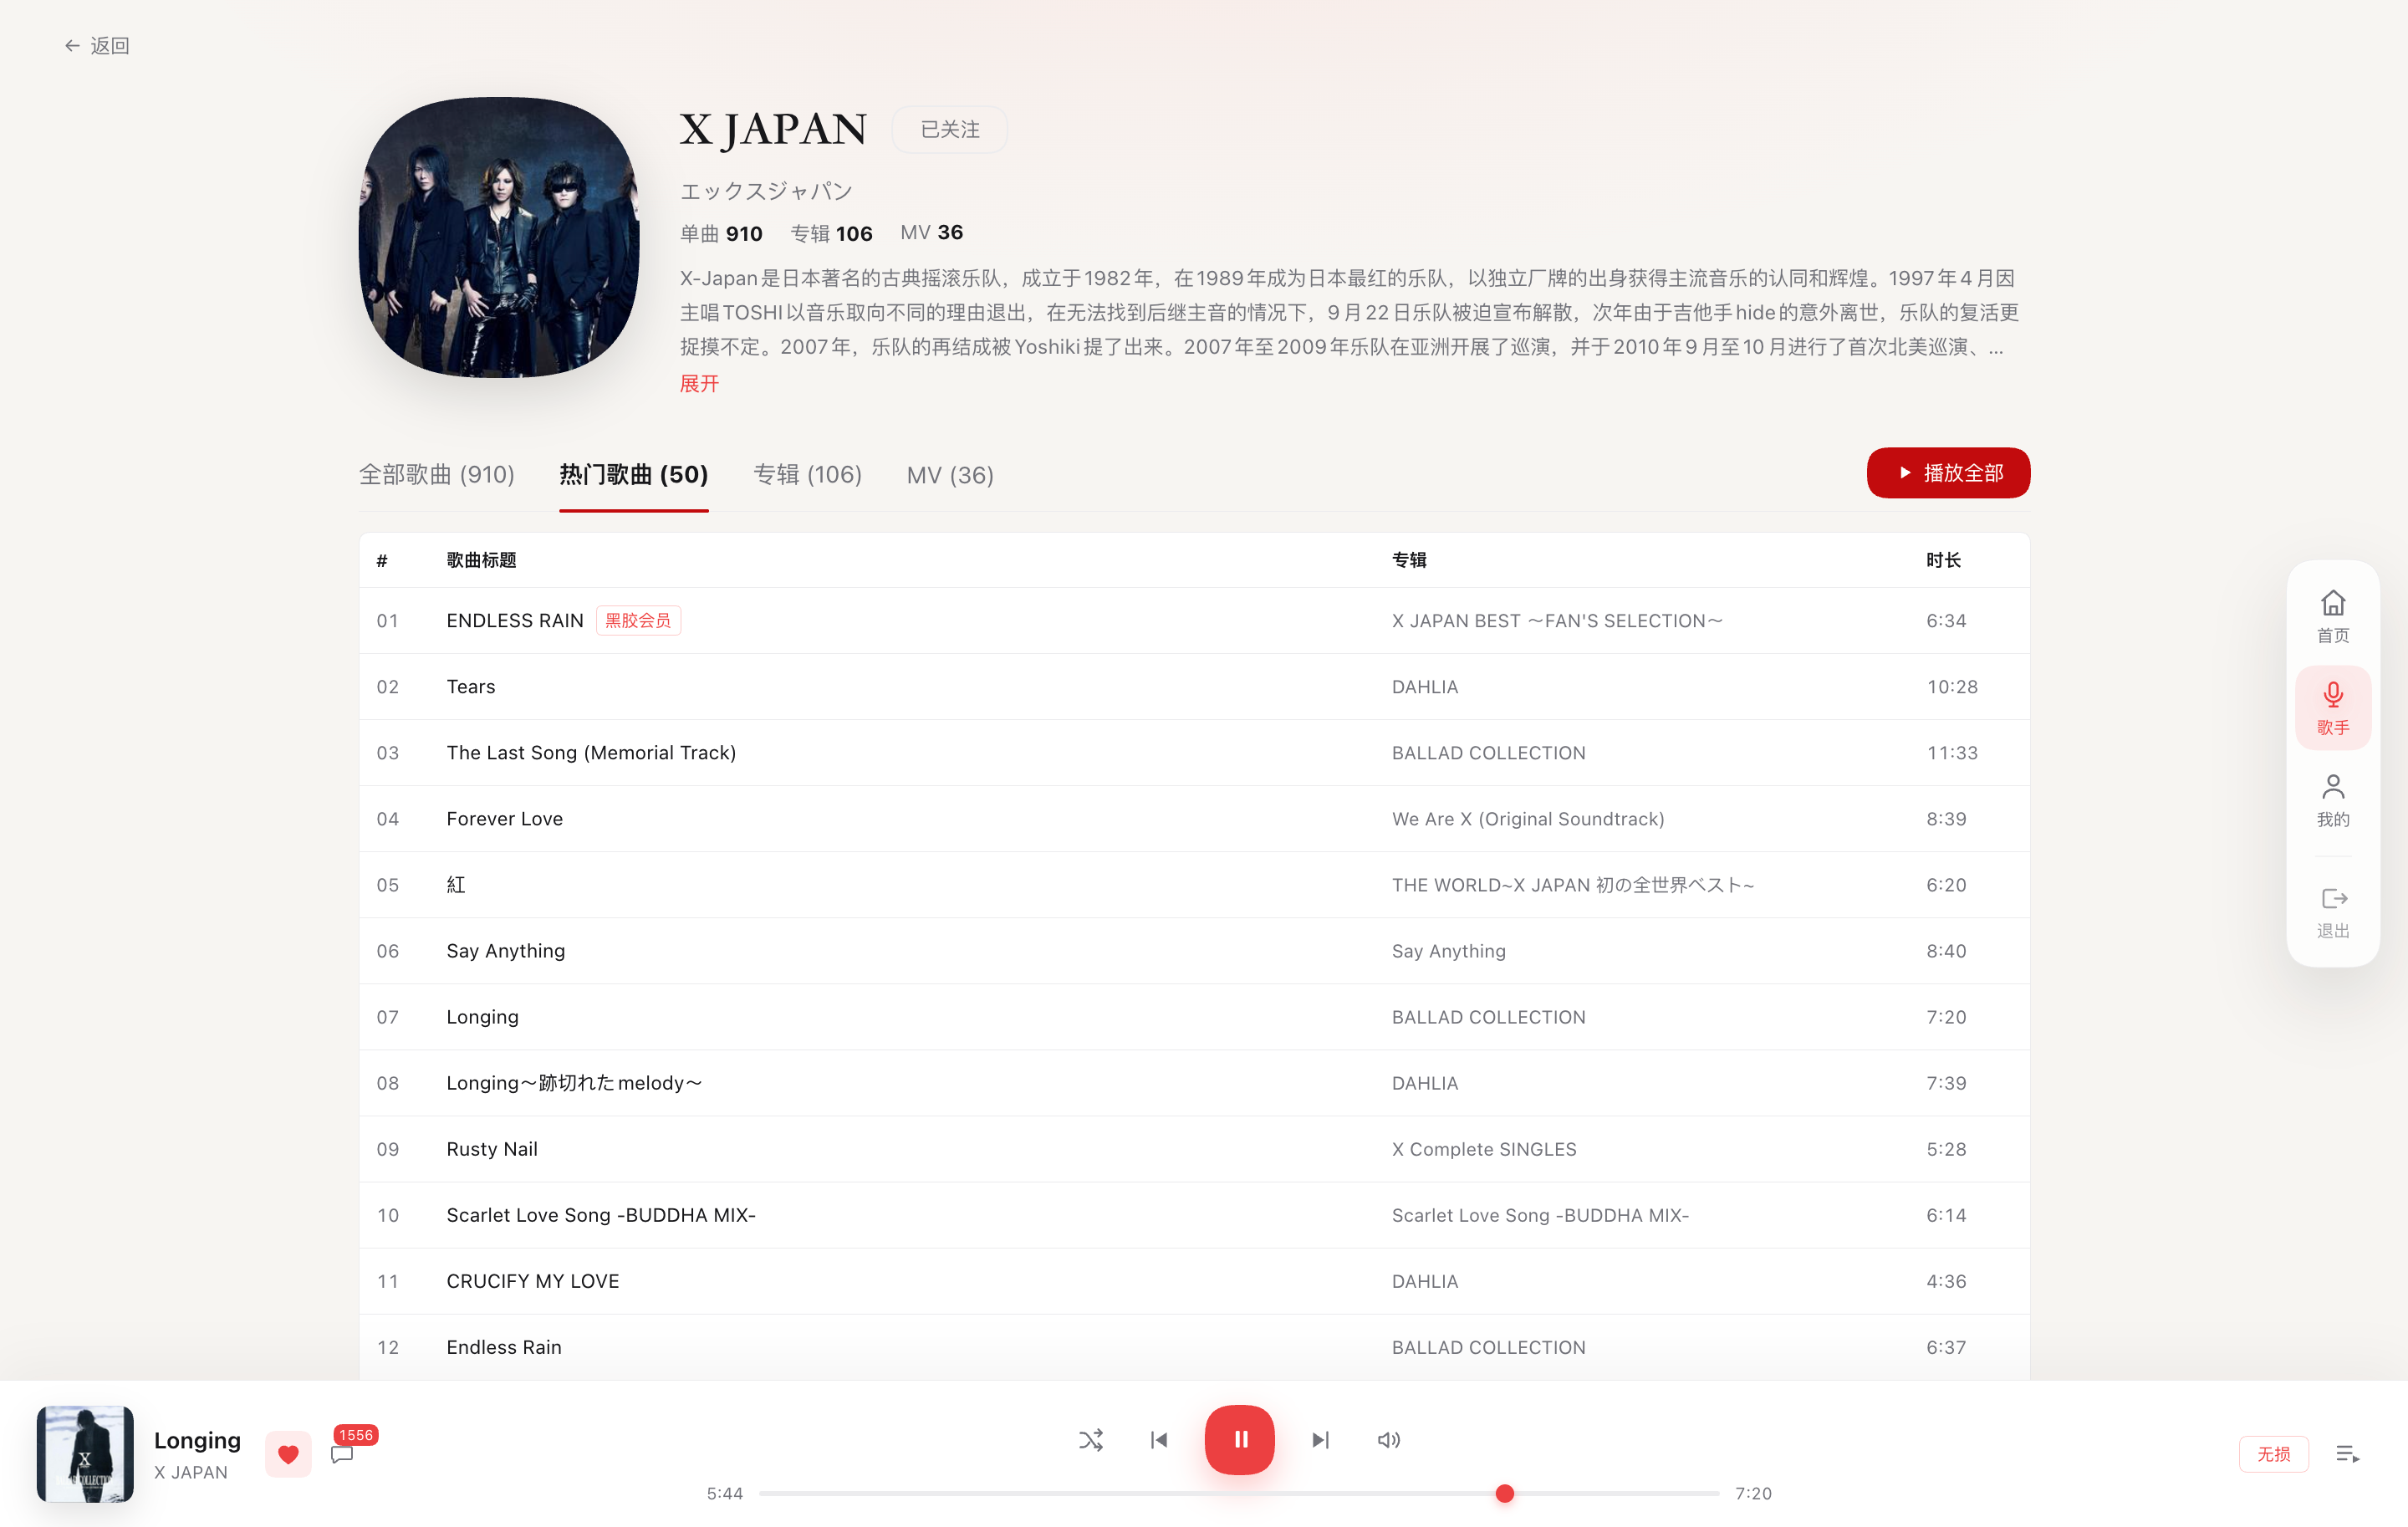 返回
X JAPAN 已关注
エックスジャパン
单曲 910 专辑 106 MV 36
X-Japan是日本著名的古典摇滚乐队，成立于1982年，在1989年成为日本最红的乐队，以独立厂牌的出身获得主流音乐的认同和辉煌。1997年4月因
主唱TOSHI以音乐取向不同的理由退出，在无法找到后继主音的情况下，9月22日乐队被迫宣布解散，次年由于吉他手hide的意外离世，乐队的复活更
捉摸不定。2007年，乐队的再结成被Yoshiki提了出来。2007年至2009年乐队在亚洲开展了巡演，并于2010年9月至10月进行了首次北美巡演、...
展开
全部歌曲 (910) 热门歌曲 (50) 专辑 (106) MV (36) 播放全部
# 歌曲标题 专辑 时长
01 ENDLESS RAIN 黑胶会员 X JAPAN BEST ～FAN'S SELECTION～ 6:34
02 Tears DAHLIA 10:28
03 The Last Song (Memorial Track) BALLAD COLLECTION 11:33
04 Forever Love We Are X (Original Soundtrack) 8:39
05 紅 THE WORLD~X JAPAN 初の全世界ベスト~ 6:20
06 Say Anything Say Anything 8:40
07 Longing BALLAD COLLECTION 7:20
08 Longing～跡切れたmelody～ DAHLIA 7:39
09 Rusty Nail X Complete SINGLES 5:28
10 Scarlet Love Song -BUDDHA MIX- Scarlet Love Song -BUDDHA MIX- 6:14
11 CRUCIFY MY LOVE DAHLIA 4:36
12 Endless Rain BALLAD COLLECTION 6:37
首页
歌手
我的
退出
Longing
X JAPAN
1556
5:44 7:20
无损